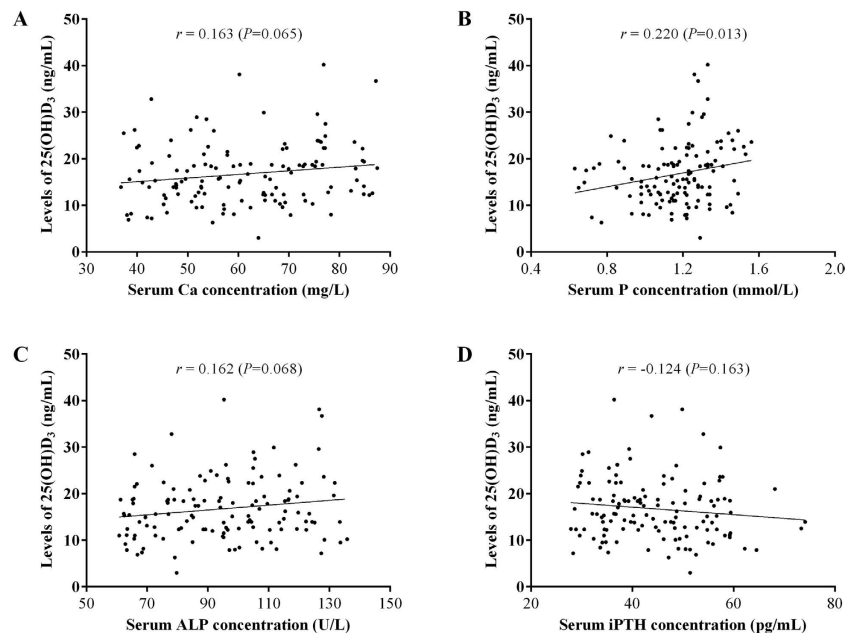 A
r = 0.163 (P=0.065)
Levels of 25(OH)D3 (ng/mL)
50
40
30
20
10
0
30 40 50 60 70 80 90
Serum Ca concentration (mg/L)
B
r = 0.220 (P=0.013)
Levels of 25(OH)D3 (ng/mL)
50
40
30
20
10
0
0.4 0.8 1.2 1.6 2.0
Serum P concentration (mmol/L)
C
r = 0.162 (P=0.068)
Levels of 25(OH)D3 (ng/mL)
50
40
30
20
10
0
50 70 90 110 130 150
Serum ALP concentration (U/L)
D
r = -0.124 (P=0.163)
Levels of 25(OH)D3 (ng/mL)
50
40
30
20
10
0
20 40 60 80
Serum iPTH concentration (pg/mL)